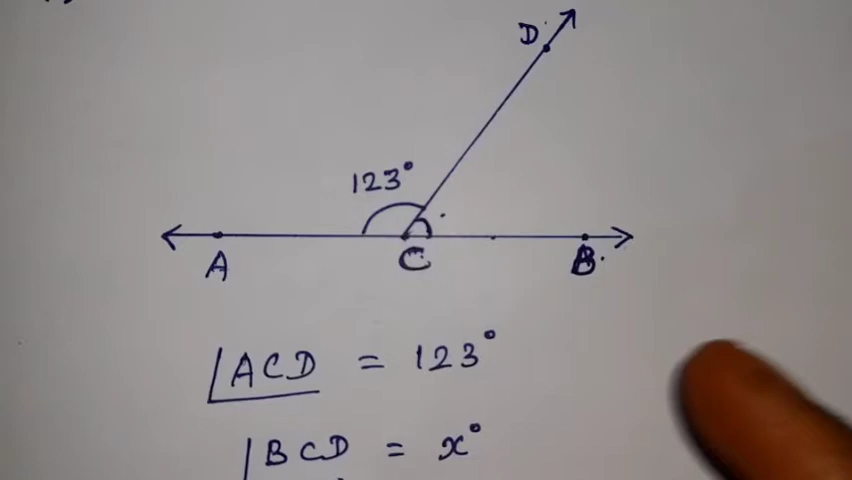 D
123°
A C B
∠ACD = 123°
∠BCD = x°